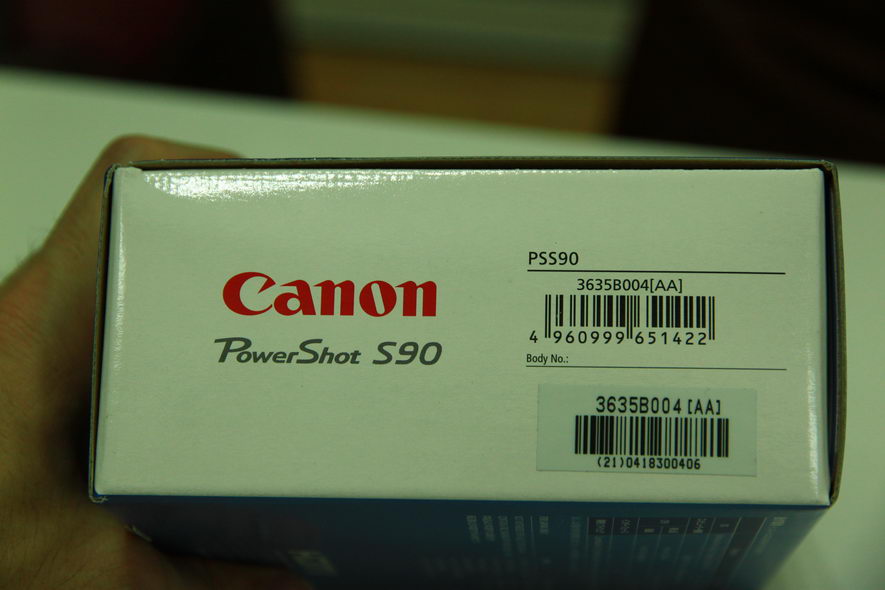 Canon
PowerShot S90
PSS90
3635B004[AA]
4 960999 651422
Body No.:
3635B004[AA]
(21)0418300406